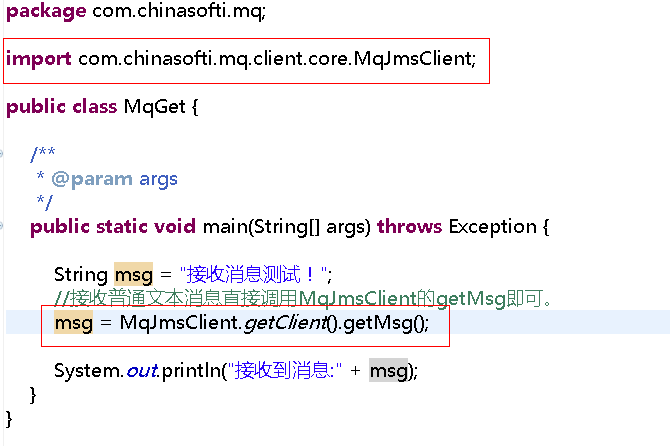 package com.chinasofti.mq;
import com.chinasofti.mq.client.core.MqJmsClient;
public class MqGet {
/**
* @param args
*/
public static void main(String[] args) throws Exception {
String msg = "接收消息测试！";
//接收普通文本消息直接调用MqJmsClient的getMsg即可。
msg = MqJmsClient.getClient().getMsg();
System.out.println("接收到消息:" + msg);
}
}